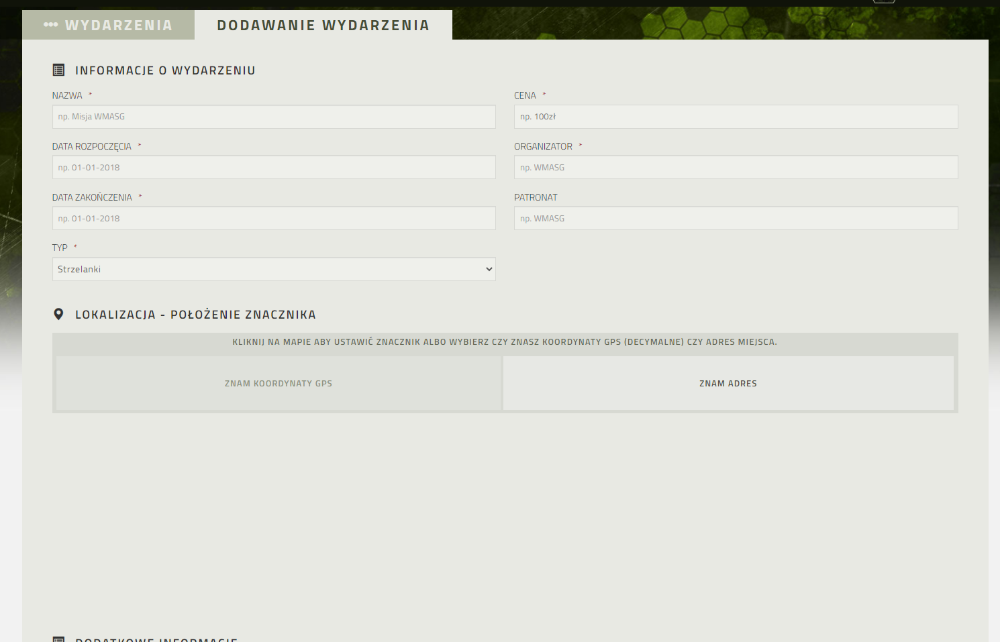 WYDARZENIA
DODAWANIE WYDARZENIA
INFORMACJE O WYDARZENIU
NAZWA *
np. Misja WMASG
CENA *
np. 100zł
DATA ROZPOCZĘCIA *
np. 01-01-2018
ORGANIZATOR *
np. WMASG
DATA ZAKOŃCZENIA *
np. 01-01-2018
PATRONAT
np. WMASG
TYP *
Strzelanki
LOKALIZACJA - POŁOŻENIE ZNACZNIKA
KLIKNIJ NA MAPIE ABY USTAWIĆ ZNACZNIK ALBO WYBIERZ CZY ZNASZ KOORDYNATY GPS (DECYMALNE) CZY ADRES MIEJSCA.
ZNAM KOORDYNATY GPS
ZNAM ADRES
DODATKOWE INFORMACJE